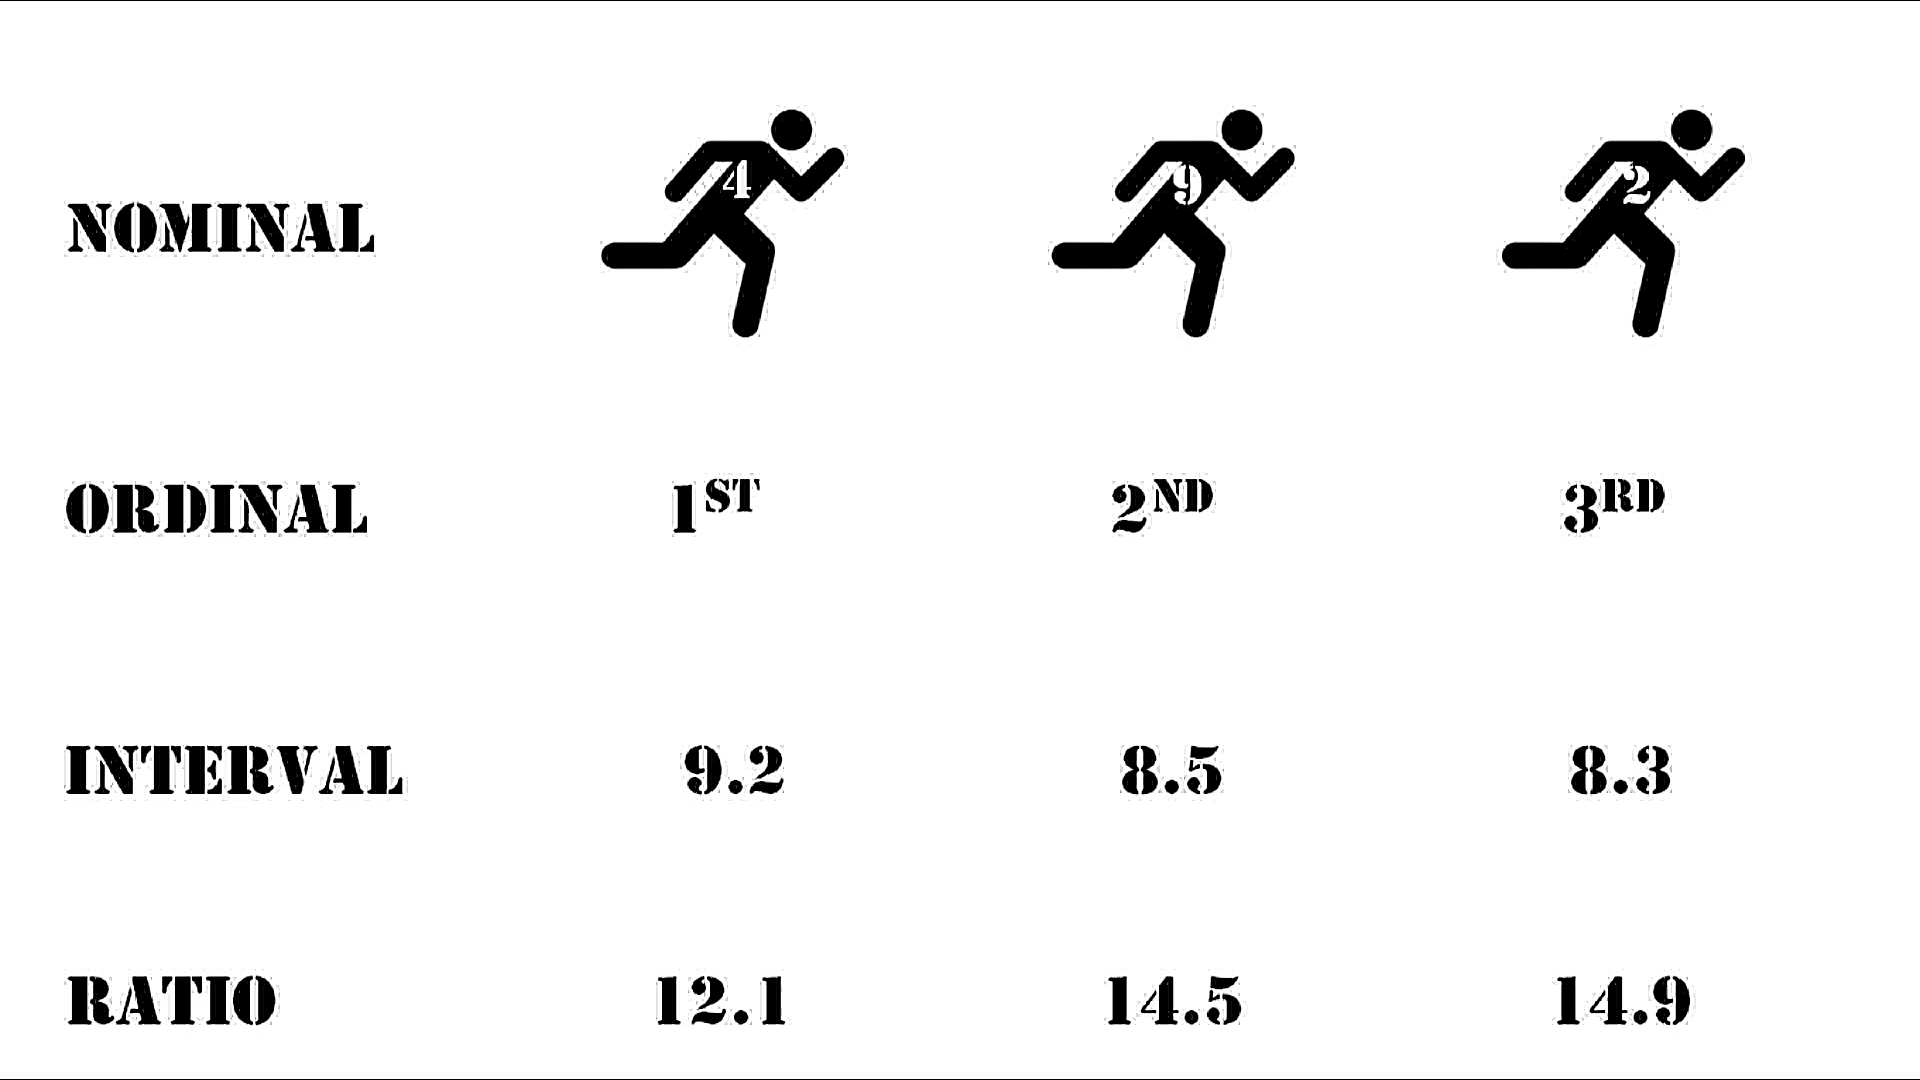 NOMINAL 4 9 2
ORDINAL 1ST 2ND 3RD
INTERVAL 9.2 8.5 8.3
RATIO 12.1 14.5 14.9